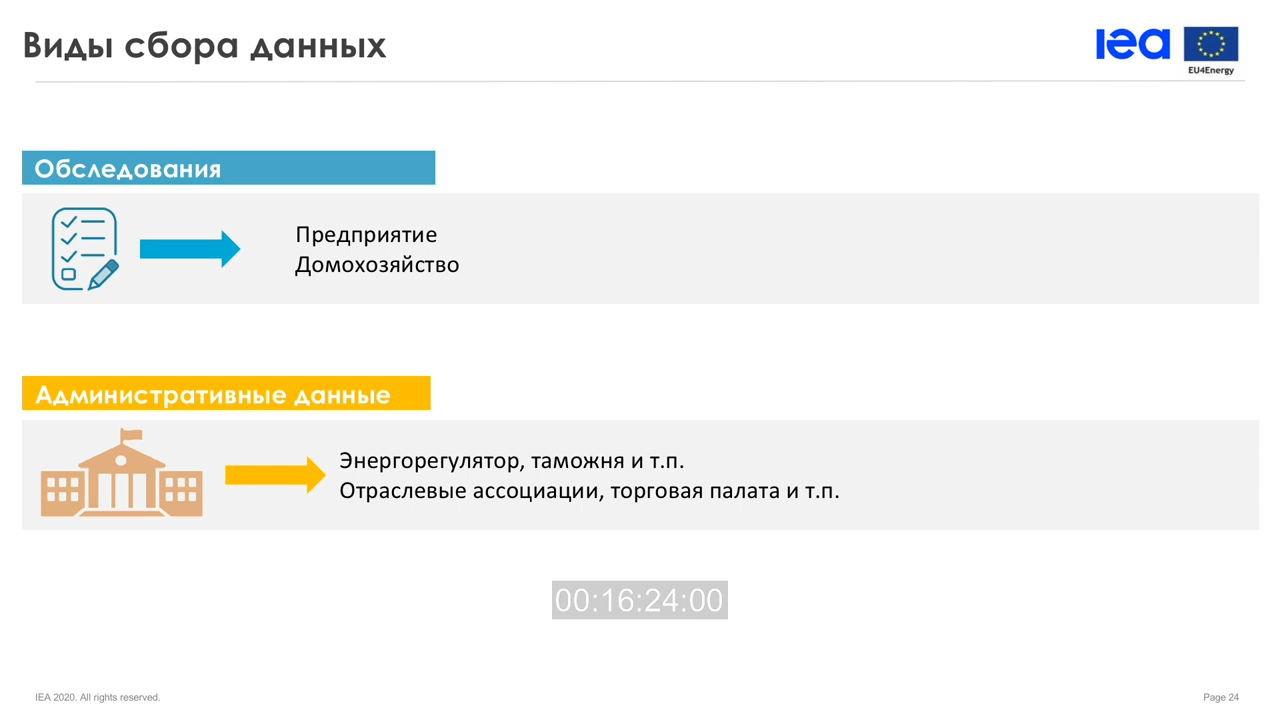 Виды сбора данных
iea
EU4Energy
Обследования
Предприятие
Домохозяйство
Административные данные
Энергорегулятор, таможня и т.п.
Отраслевые ассоциации, торговая палата и т.п.
00:16:24:00
IEA 2020. All rights reserved.
Page 24